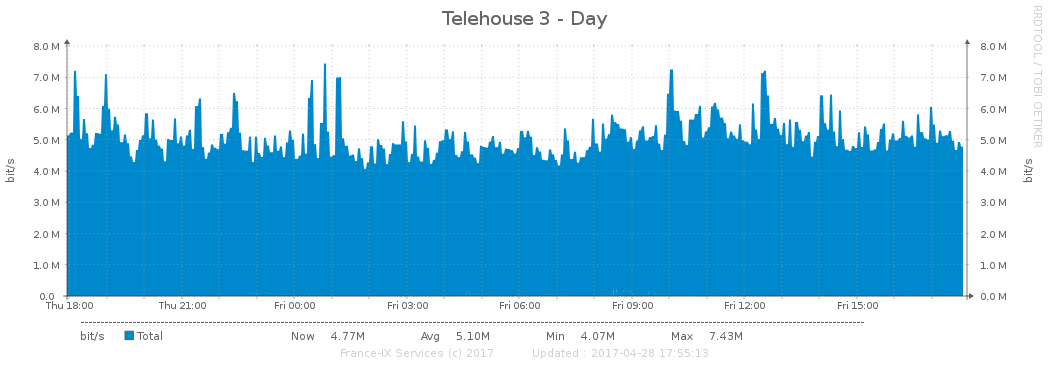 Telehouse 3 - Day
RRDTOOL / TOBI OETIKER
8.0 M 8.0 M
7.0 M 7.0 M
6.0 M 6.0 M
5.0 M 5.0 M
4.0 M 4.0 M
3.0 M 3.0 M
2.0 M 2.0 M
1.0 M 1.0 M
0.0 0.0 M
bit/s bit/s
Thu 18:00 Thu 21:00 Fri 00:00 Fri 03:00 Fri 06:00 Fri 09:00 Fri 12:00 Fri 15:00
bit/s Total Now 4.77M Avg 5.10M Min 4.07M Max 7.43M
France-IX Services (c) 2017 Updated : 2017-04-28 17:55:13